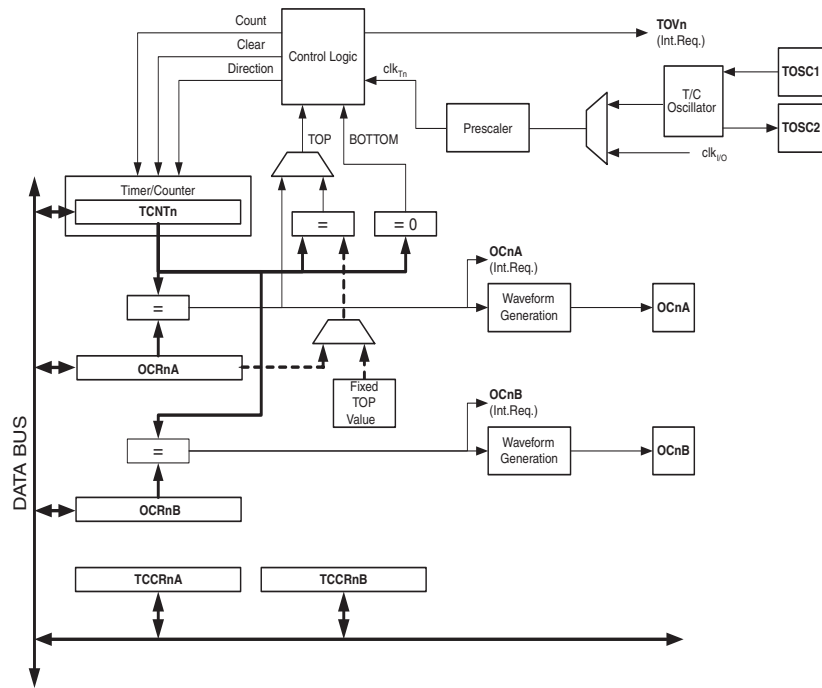 Count
Clear
Direction
Control Logic
TOVn
(Int.Req.)
clkTn
TOSC1
T/C
Oscillator
TOSC2
Prescaler
clkI/O
TOP
BOTTOM
Timer/Counter
TCNTn
=
= 0
OCnA
(Int.Req.)
=
Waveform
Generation
OCnA
OCRnA
Fixed
TOP
Value
OCnB
(Int.Req.)
=
Waveform
Generation
OCnB
OCRnB
DATA BUS
TCCRnA
TCCRnB